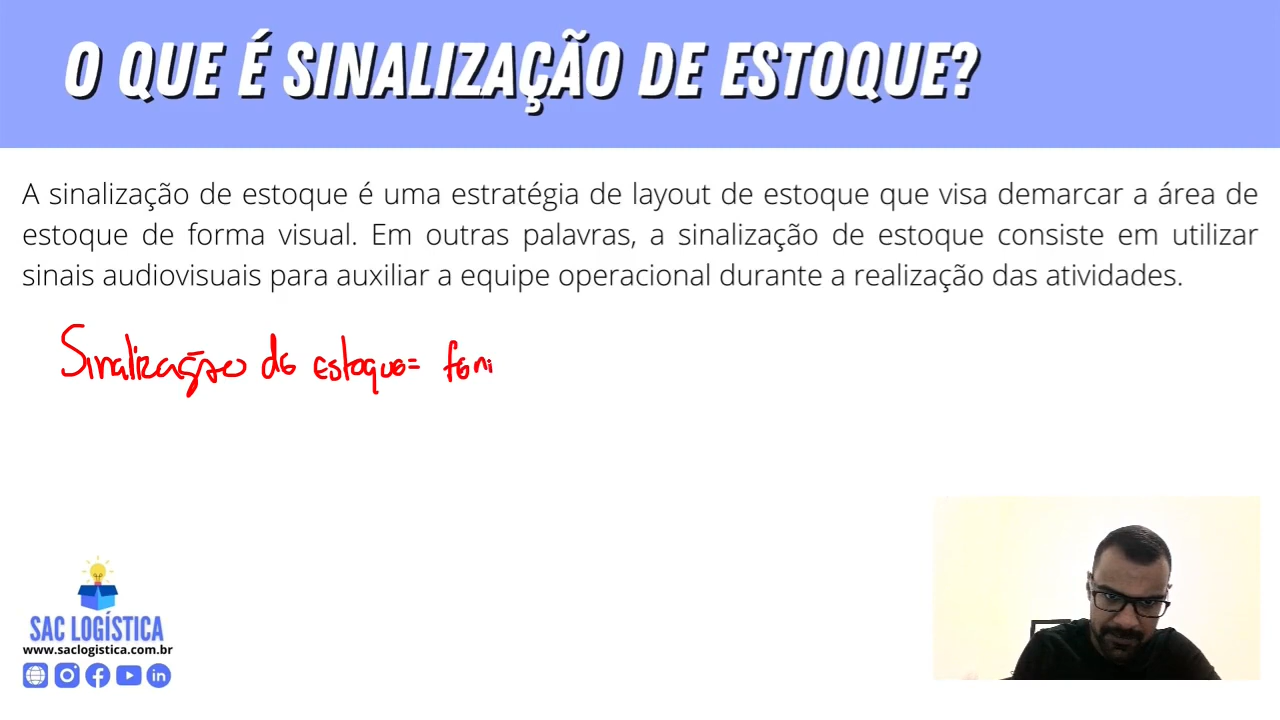 O QUE É SINALIZAÇÃO DE ESTOQUE?
A sinalização de estoque é uma estratégia de layout de estoque que visa demarcar a área de
estoque de forma visual. Em outras palavras, a sinalização de estoque consiste em utilizar
sinais audiovisuais para auxiliar a equipe operacional durante a realização das atividades.
Sinalização de estoque=
SAC LOGÍSTICA
www.saclogistica.com.br